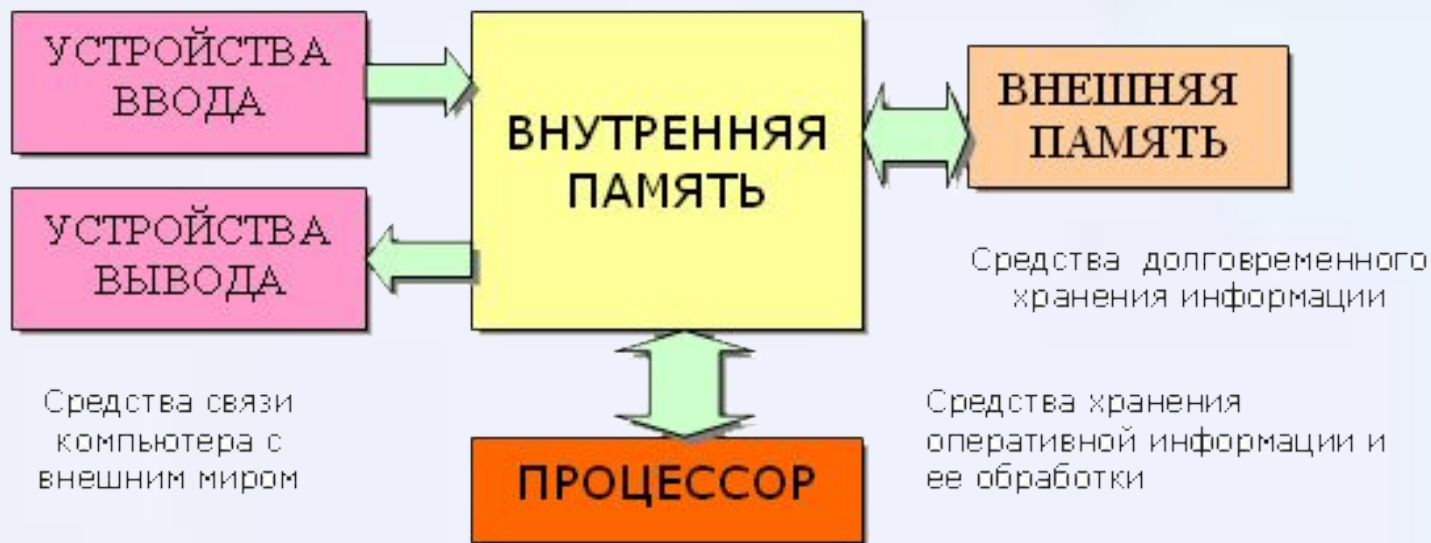 УСТРОЙСТВА
ВВОДА
УСТРОЙСТВА
ВЫВОДА
ВНУТРЕННЯЯ
ПАМЯТЬ
ВНЕШНЯЯ
ПАМЯТЬ
Средства долговременного
хранения информации
Средства связи
компьютера с
внешним миром
ПРОЦЕССОР
Средства хранения
оперативной информации и
ее обработки